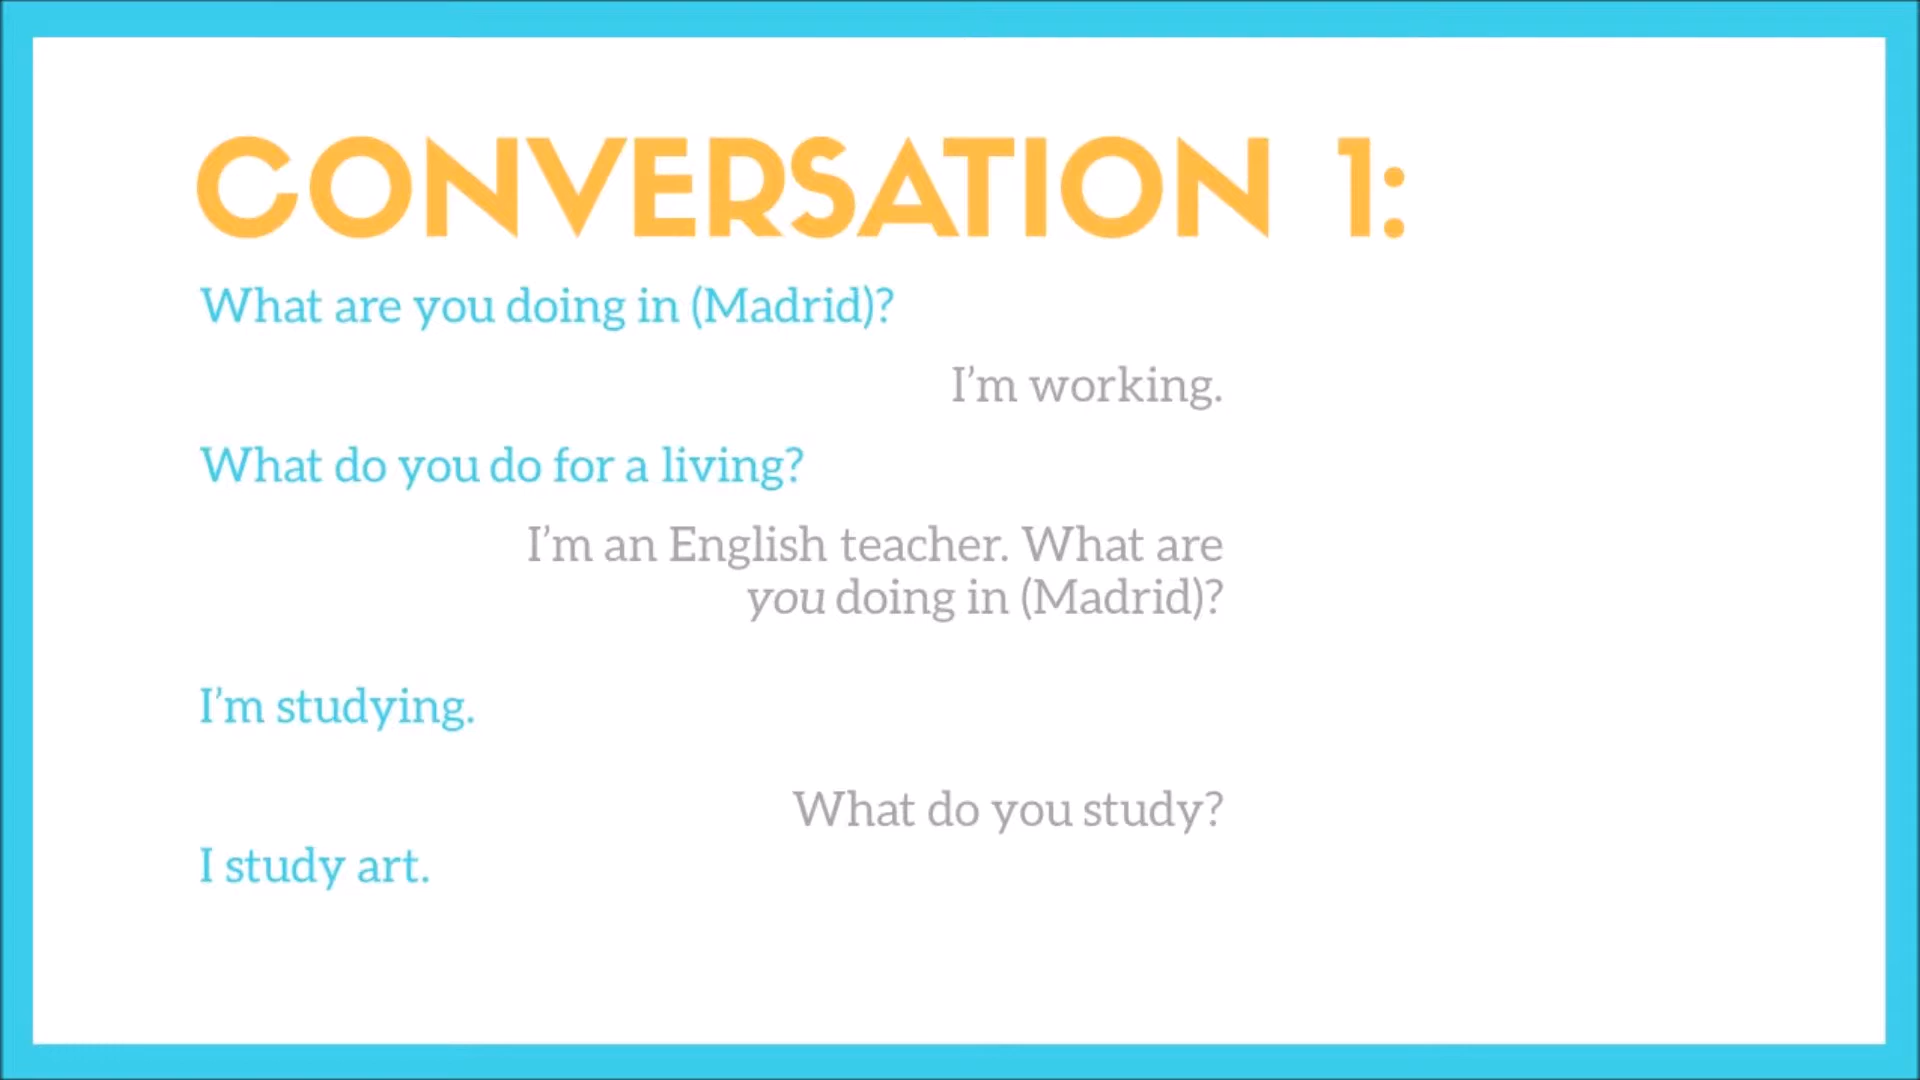 CONVERSATION 1:
What are you doing in (Madrid)?
I’m working.
What do you do for a living?
I’m an English teacher. What are
you doing in (Madrid)?
I’m studying.
What do you study?
I study art.